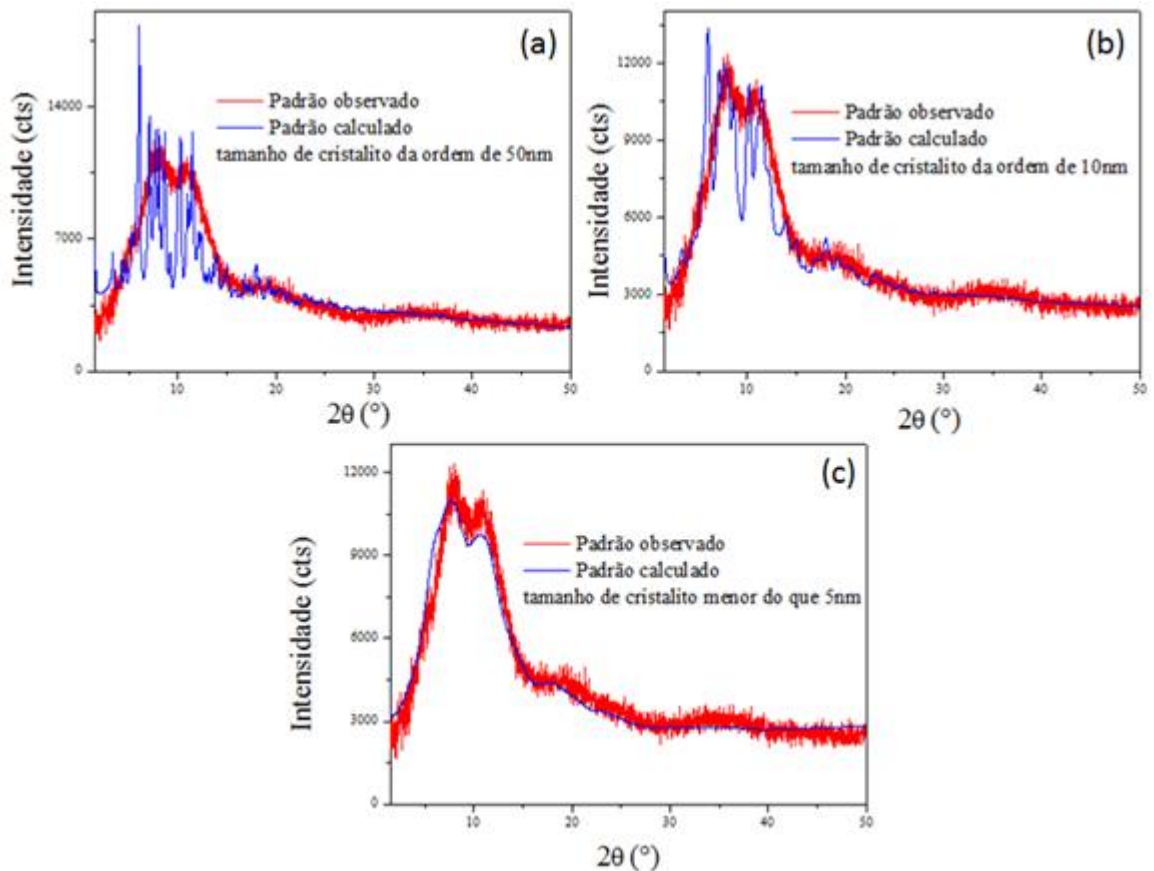 (a)
Padrão observado
Padrão calculado
tamanho de cristalito da ordem de 50nm
Intensidade (cts)
14000
7000
0
10
20
30
40
50
2θ (°)
(b)
Padrão observado
Padrão calculado
tamanho de cristalito da ordem de 10nm
Intensidade (cts)
12000
9000
6000
3000
0
10
20
30
40
50
2θ (°)
(c)
Padrão observado
Padrão calculado
tamanho de cristalito menor do que 5nm
Intensidade (cts)
12000
9000
6000
3000
0
10
20
30
40
50
2θ (°)